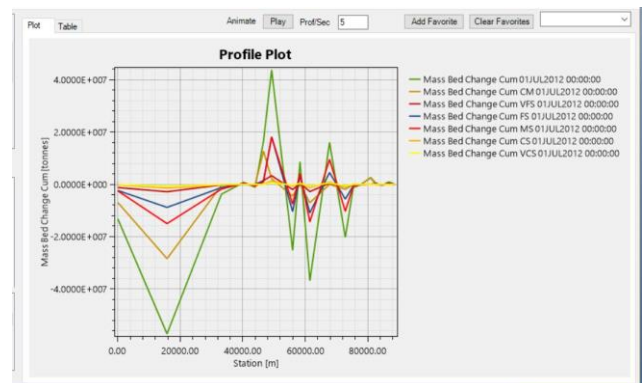 Plot Table Animate Play Prof/Sec 5 Add Favorite Clear Favorites
Profile Plot
4.0000E+007
2.0000E+007
0.0000E+000
-2.0000E+007
-4.0000E+007
Mass Bed Change Cum [tonnes]
0.00 20000.00 40000.00 60000.00 80000.00
Station [m]
Mass Bed Change Cum 01JUL2012 00:00:00
Mass Bed Change Cum CM 01JUL2012 00:00:00
Mass Bed Change Cum VFS 01JUL2012 00:00:00
Mass Bed Change Cum FS 01JUL2012 00:00:00
Mass Bed Change Cum MS 01JUL2012 00:00:00
Mass Bed Change Cum CS 01JUL2012 00:00:00
Mass Bed Change Cum VCS 01JUL2012 00:00:00